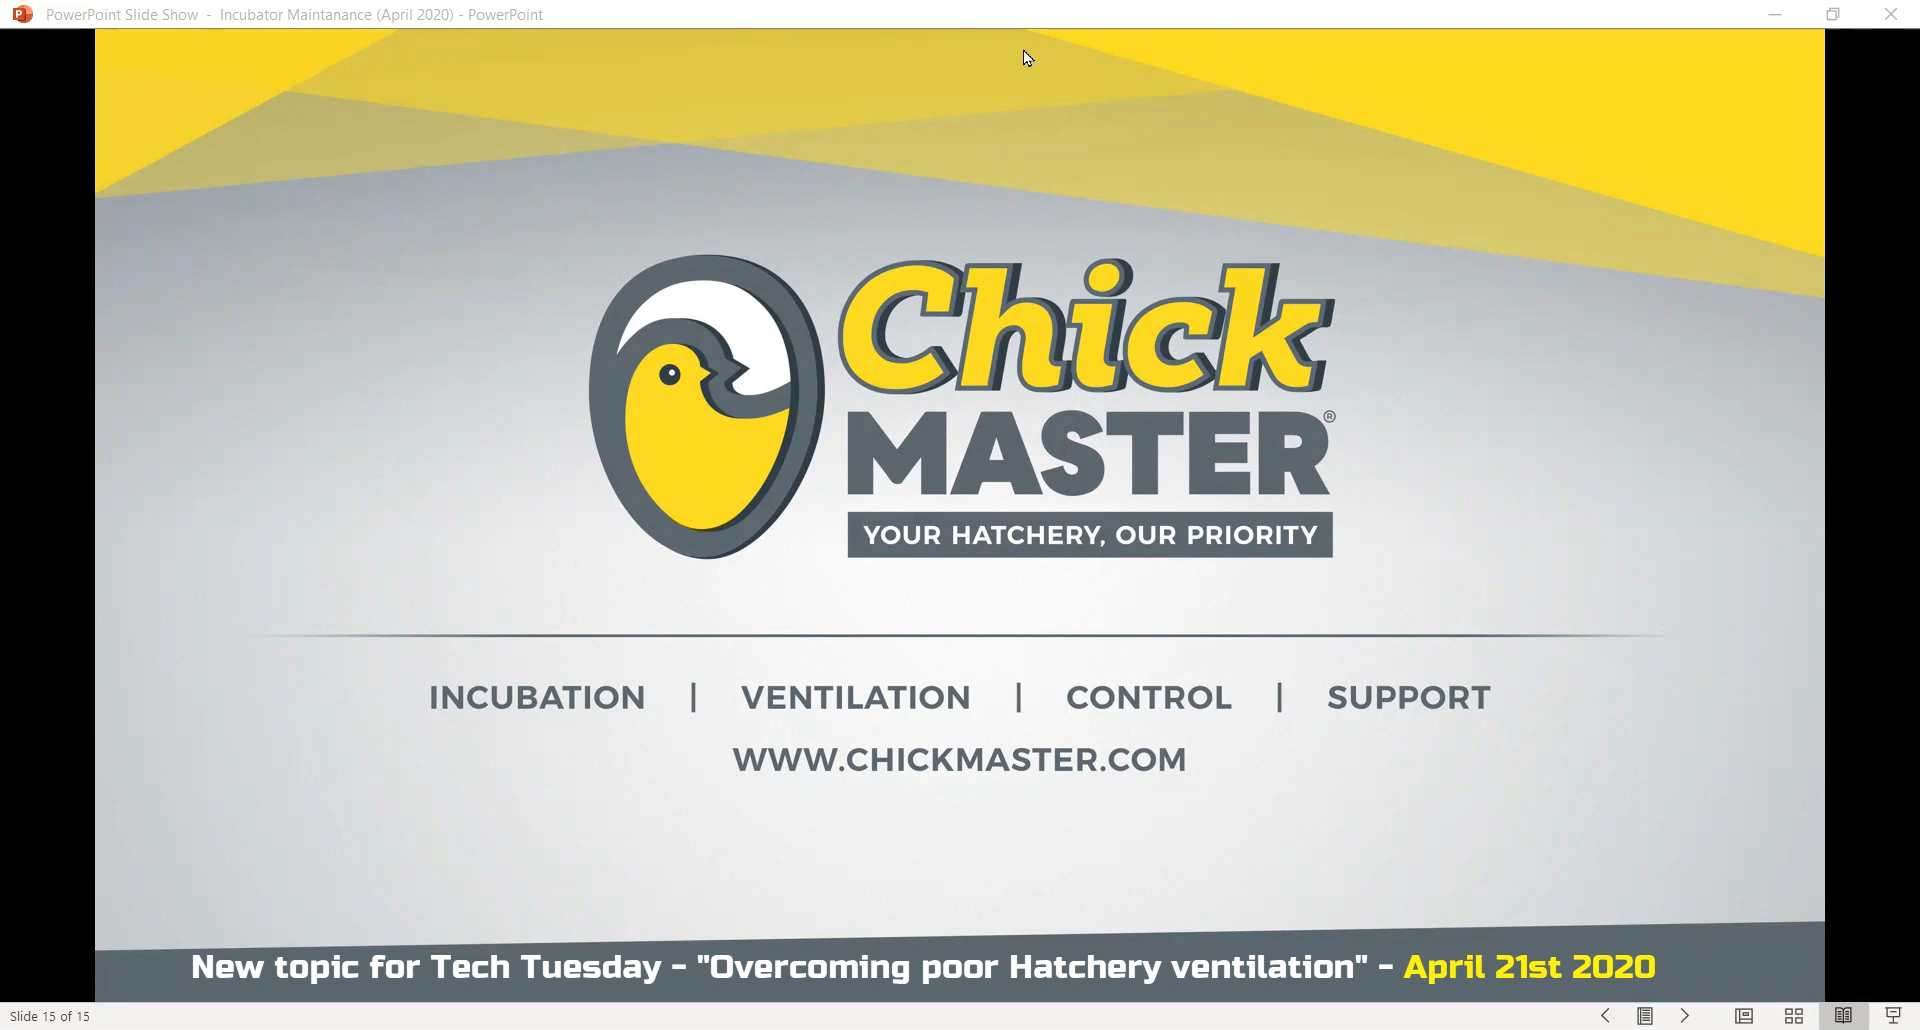 PowerPoint Slide Show - Incubator Maintanance (April 2020) - PowerPoint
Chick
MASTER®
YOUR HATCHERY, OUR PRIORITY
INCUBATION | VENTILATION | CONTROL | SUPPORT
WWW.CHICKMASTER.COM
New topic for Tech Tuesday - "Overcoming poor Hatchery ventilation" - April 21st 2020
Slide 15 of 15